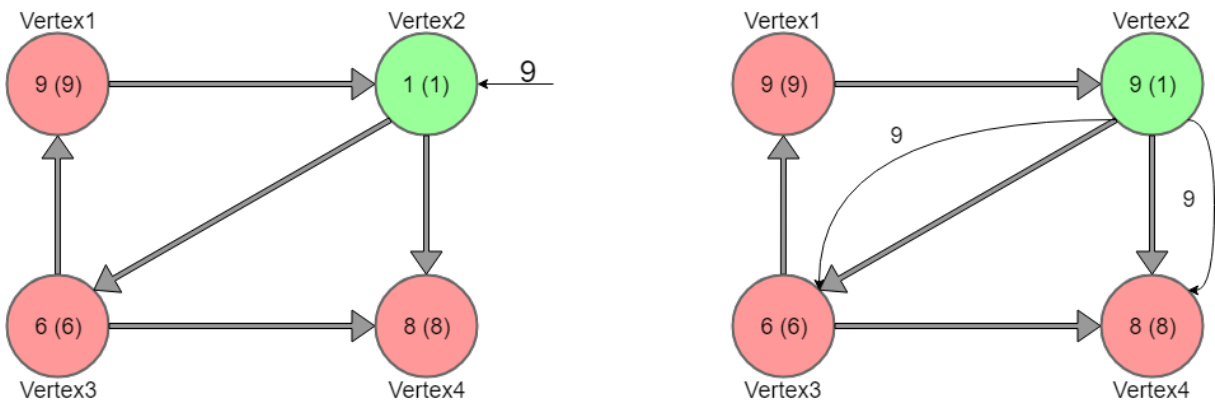 Vertex1
Vertex2
9 (9)
1 (1)
9
6 (6)
8 (8)
Vertex3
Vertex4
Vertex1
Vertex2
9 (9)
9 (1)
9
9
6 (6)
8 (8)
Vertex3
Vertex4